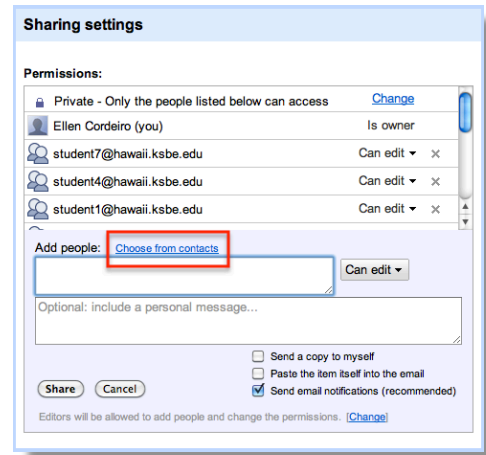 Sharing settings
Permissions:
Private - Only the people listed below can access Change
Ellen Cordeiro (you) Is owner
student7@hawaii.ksbe.edu Can edit
student4@hawaii.ksbe.edu Can edit
student1@hawaii.ksbe.edu Can edit
Add people: Choose from contacts
Can edit
Optional: include a personal message...
Send a copy to myself
Paste the item itself into the email
Share Cancel Send email notifications (recommended)
Editors will be allowed to add people and change the permissions. [Change]